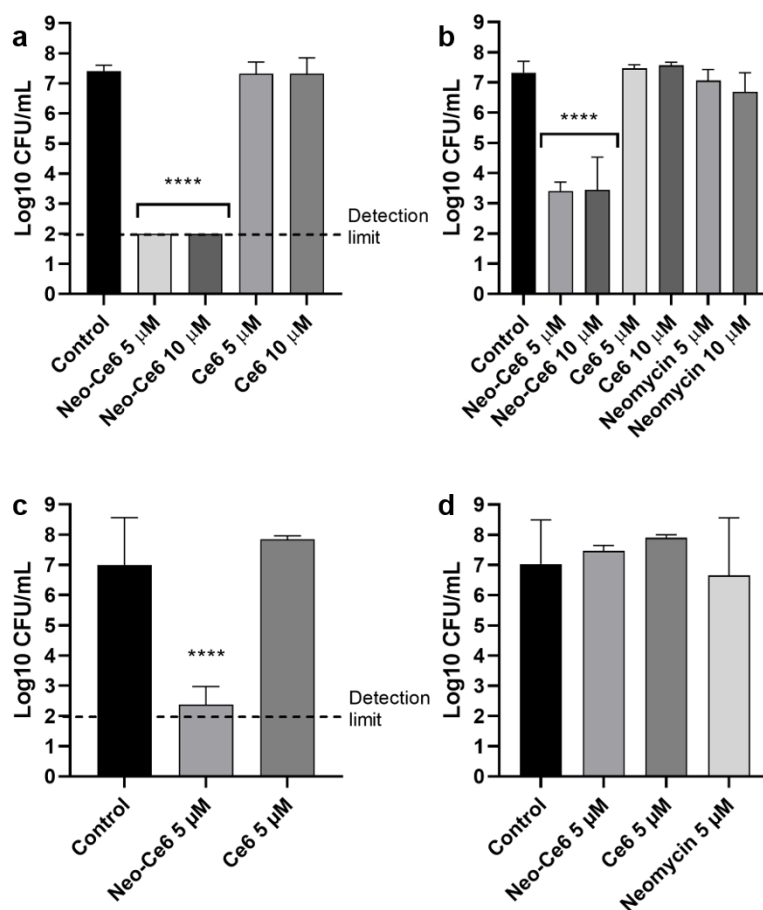 a
Log10 CFU/mL
9
8
7
6
5
4
3
2
1
0
****
Detection
limit
Control
Neo-Ce6 5 μM
Neo-Ce6 10 μM
Ce6 5 μM
Ce6 10 μM
b
Log10 CFU/mL
9
8
7
6
5
4
3
2
1
0
****
Control
Neo-Ce6 5 μM
Neo-Ce6 10 μM
Ce6 5 μM
Ce6 10 μM
Neomycin 5 μM
Neomycin 10 μM
c
Log10 CFU/mL
9
8
7
6
5
4
3
2
1
0
****
Detection
limit
Control
Neo-Ce6 5 µM
Ce6 5 µM
d
Log10 CFU/mL
9
8
7
6
5
4
3
2
1
0
Control
Neo-Ce6 5 µM
Ce6 5 µM
Neomycin 5 µM